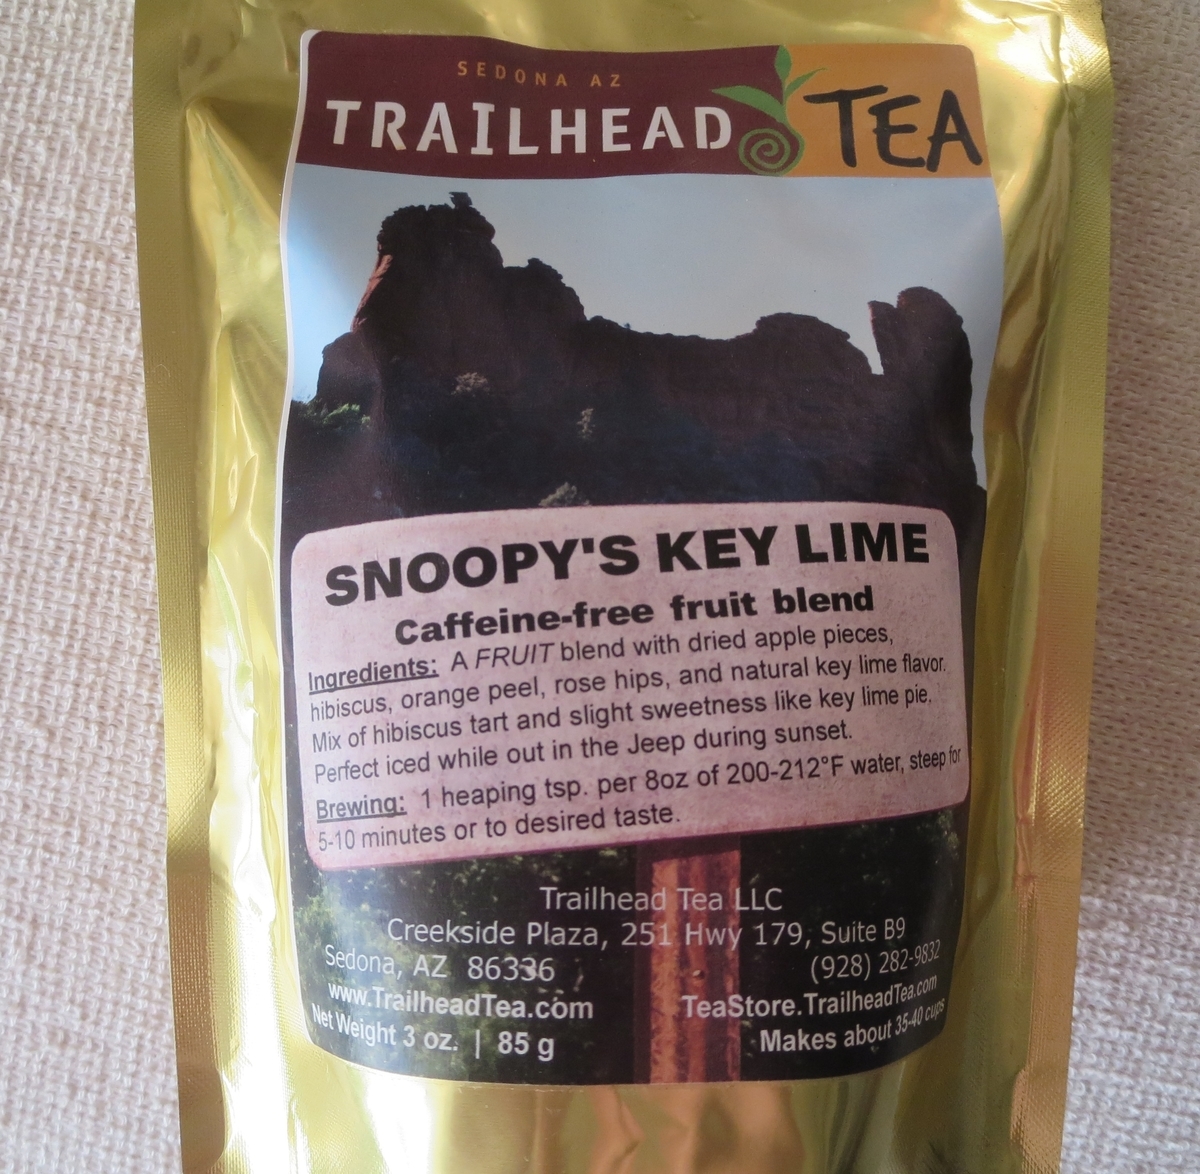 SEDONA AZ
TRAILHEAD TEA
SNOOPY'S KEY LIME
Caffeine-free fruit blend
Ingredients: A FRUIT blend with dried apple pieces,
hibiscus, orange peel, rose hips, and natural key lime flavor.
Mix of hibiscus tart and slight sweetness like key lime pie.
Perfect iced while out in the Jeep during sunset.
Brewing: 1 heaping tsp. per 8oz of 200-212°F water, steep for
5-10 minutes or to desired taste.
Trailhead Tea LLC
Creekside Plaza, 251 Hwy 179, Suite B9
Sedona, AZ 86336 (928) 282-9832
www.TrailheadTea.com TeaStore.TrailheadTea.com
Net Weight 3 oz. | 85 g Makes about 35-40 cups